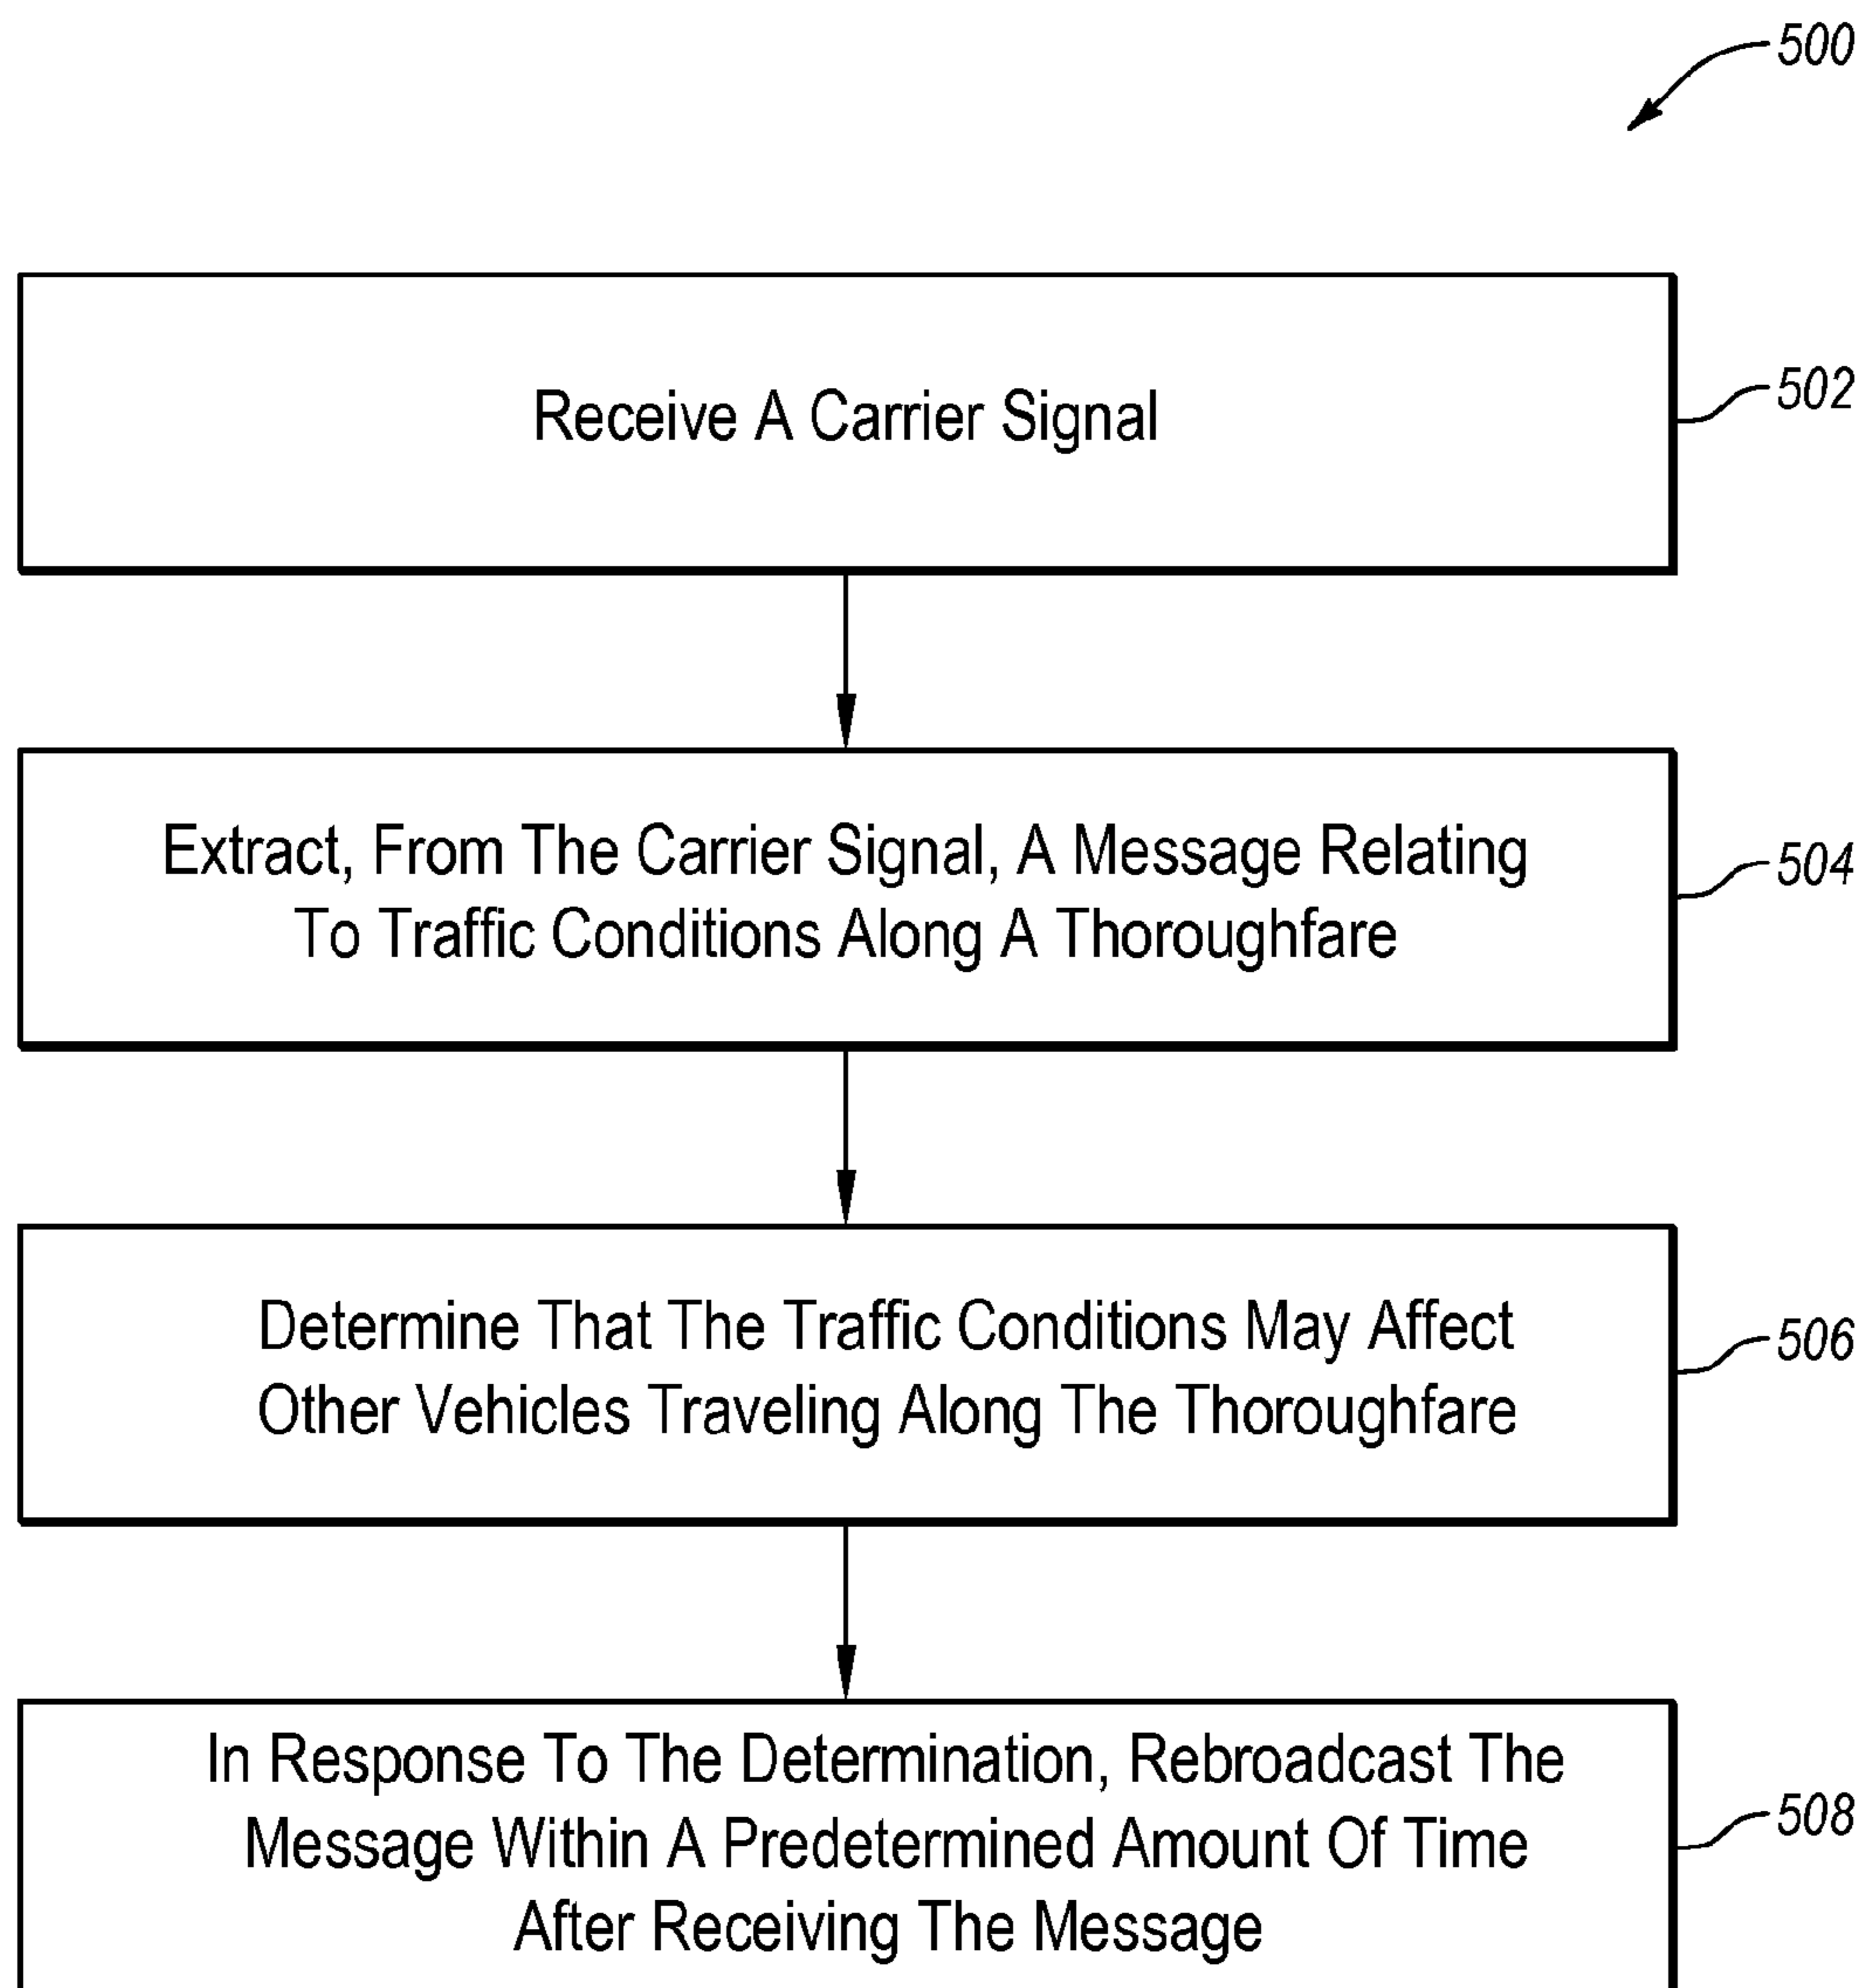 500
Receive A Carrier Signal
502
Extract, From The Carrier Signal, A Message Relating
To Traffic Conditions Along A Thoroughfare
504
Determine That The Traffic Conditions May Affect
Other Vehicles Traveling Along The Thoroughfare
506
In Response To The Determination, Rebroadcast The
Message Within A Predetermined Amount Of Time
After Receiving The Message
508